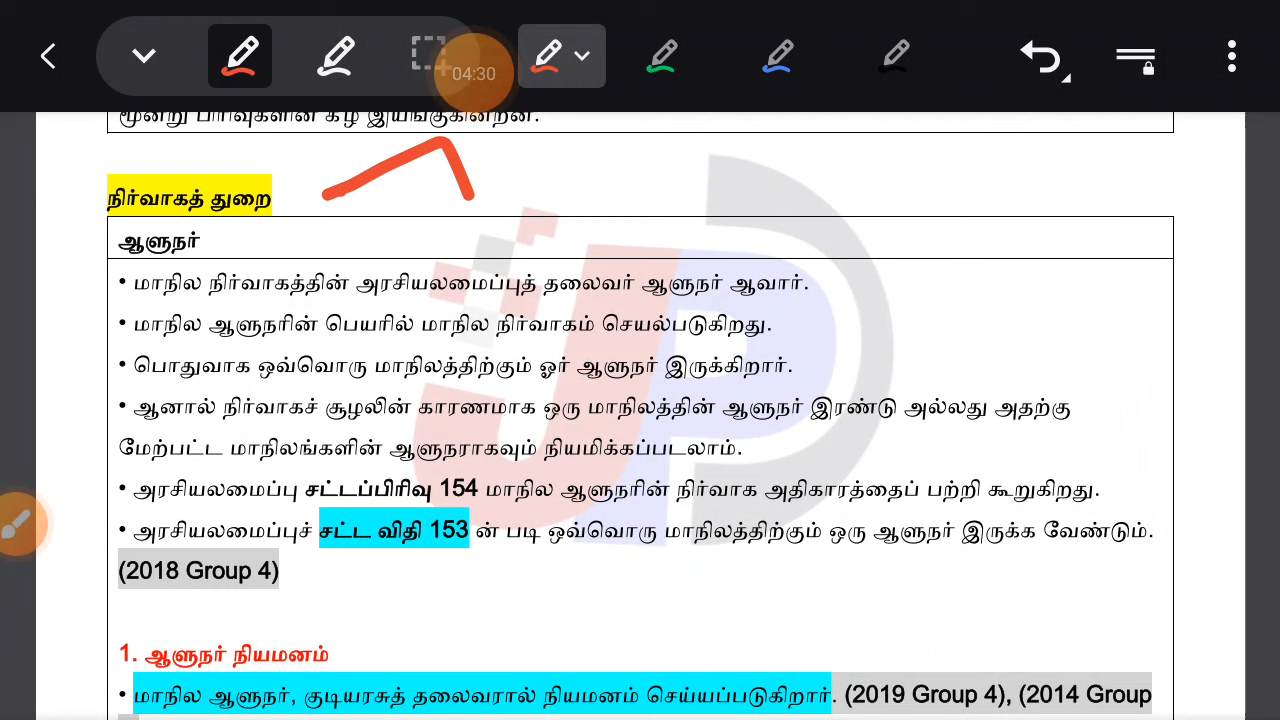 04:30
மூன்று பிரிவுகளின் கீழ் இயங்குகின்றன.
நிர்வாகத் துறை
ஆளுநர்
• மாநில நிர்வாகத்தின் அரசியலமைப்புத் தலைவர் ஆளுநர் ஆவார்.
• மாநில ஆளுநரின் பெயரில் மாநில நிர்வாகம் செயல்படுகிறது.
• பொதுவாக ஒவ்வொரு மாநிலத்திற்கும் ஓர் ஆளுநர் இருக்கிறார்.
• ஆனால் நிர்வாகச் சூழலின் காரணமாக ஒரு மாநிலத்தின் ஆளுநர் இரண்டு அல்லது அதற்கு
மேற்பட்ட மாநிலங்களின் ஆளுநராகவும் நியமிக்கப்படலாம்.
• அரசியலமைப்பு சட்டப்பிரிவு 154 மாநில ஆளுநரின் நிர்வாக அதிகாரத்தைப் பற்றி கூறுகிறது.
• அரசியலமைப்புச் சட்ட விதி 153 ன் படி ஒவ்வொரு மாநிலத்திற்கும் ஒரு ஆளுநர் இருக்க வேண்டும்.
(2018 Group 4)
1. ஆளுநர் நியமனம்
• மாநில ஆளுநர், குடியரசுத் தலைவரால் நியமனம் செய்யப்படுகிறார். (2019 Group 4), (2014 Group